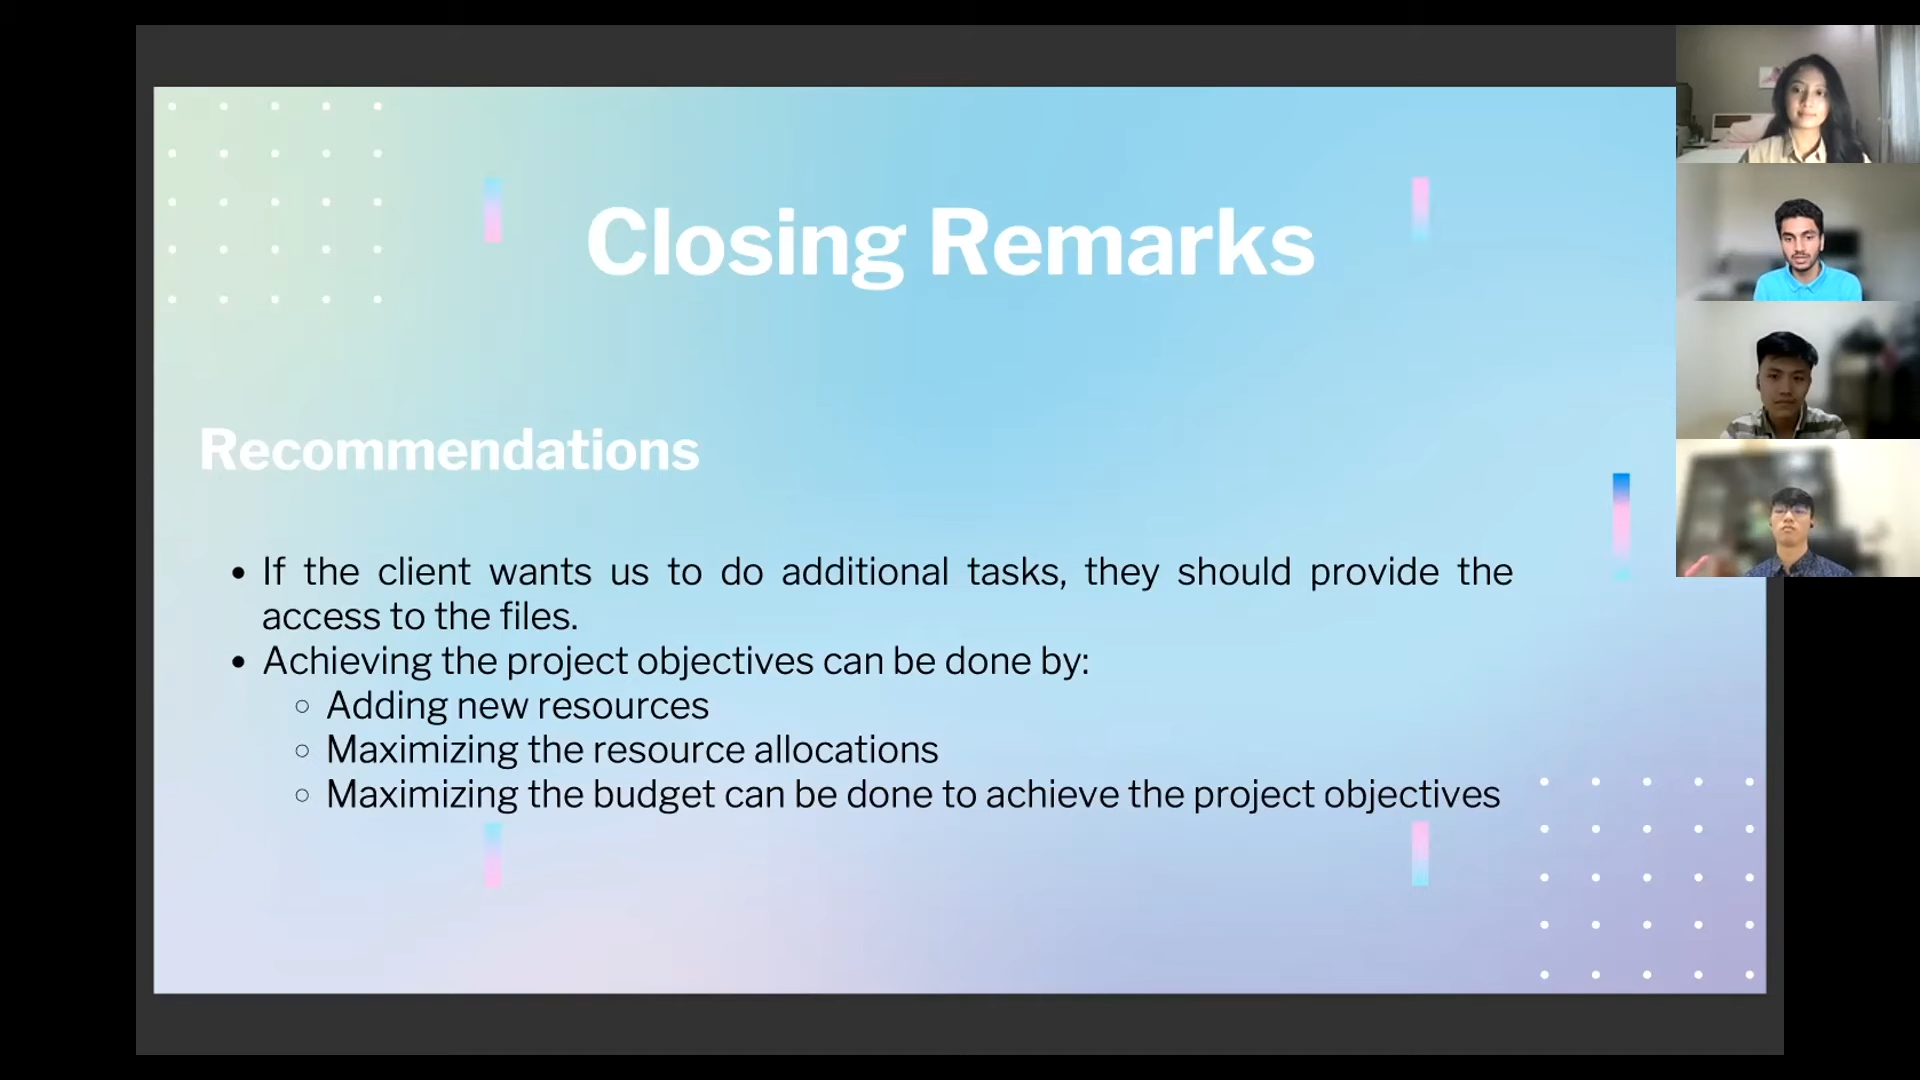 Closing Remarks
Recommendations
• If the client wants us to do additional tasks, they should provide the
access to the files.
• Achieving the project objectives can be done by:
○ Adding new resources
○ Maximizing the resource allocations
○ Maximizing the budget can be done to achieve the project objectives